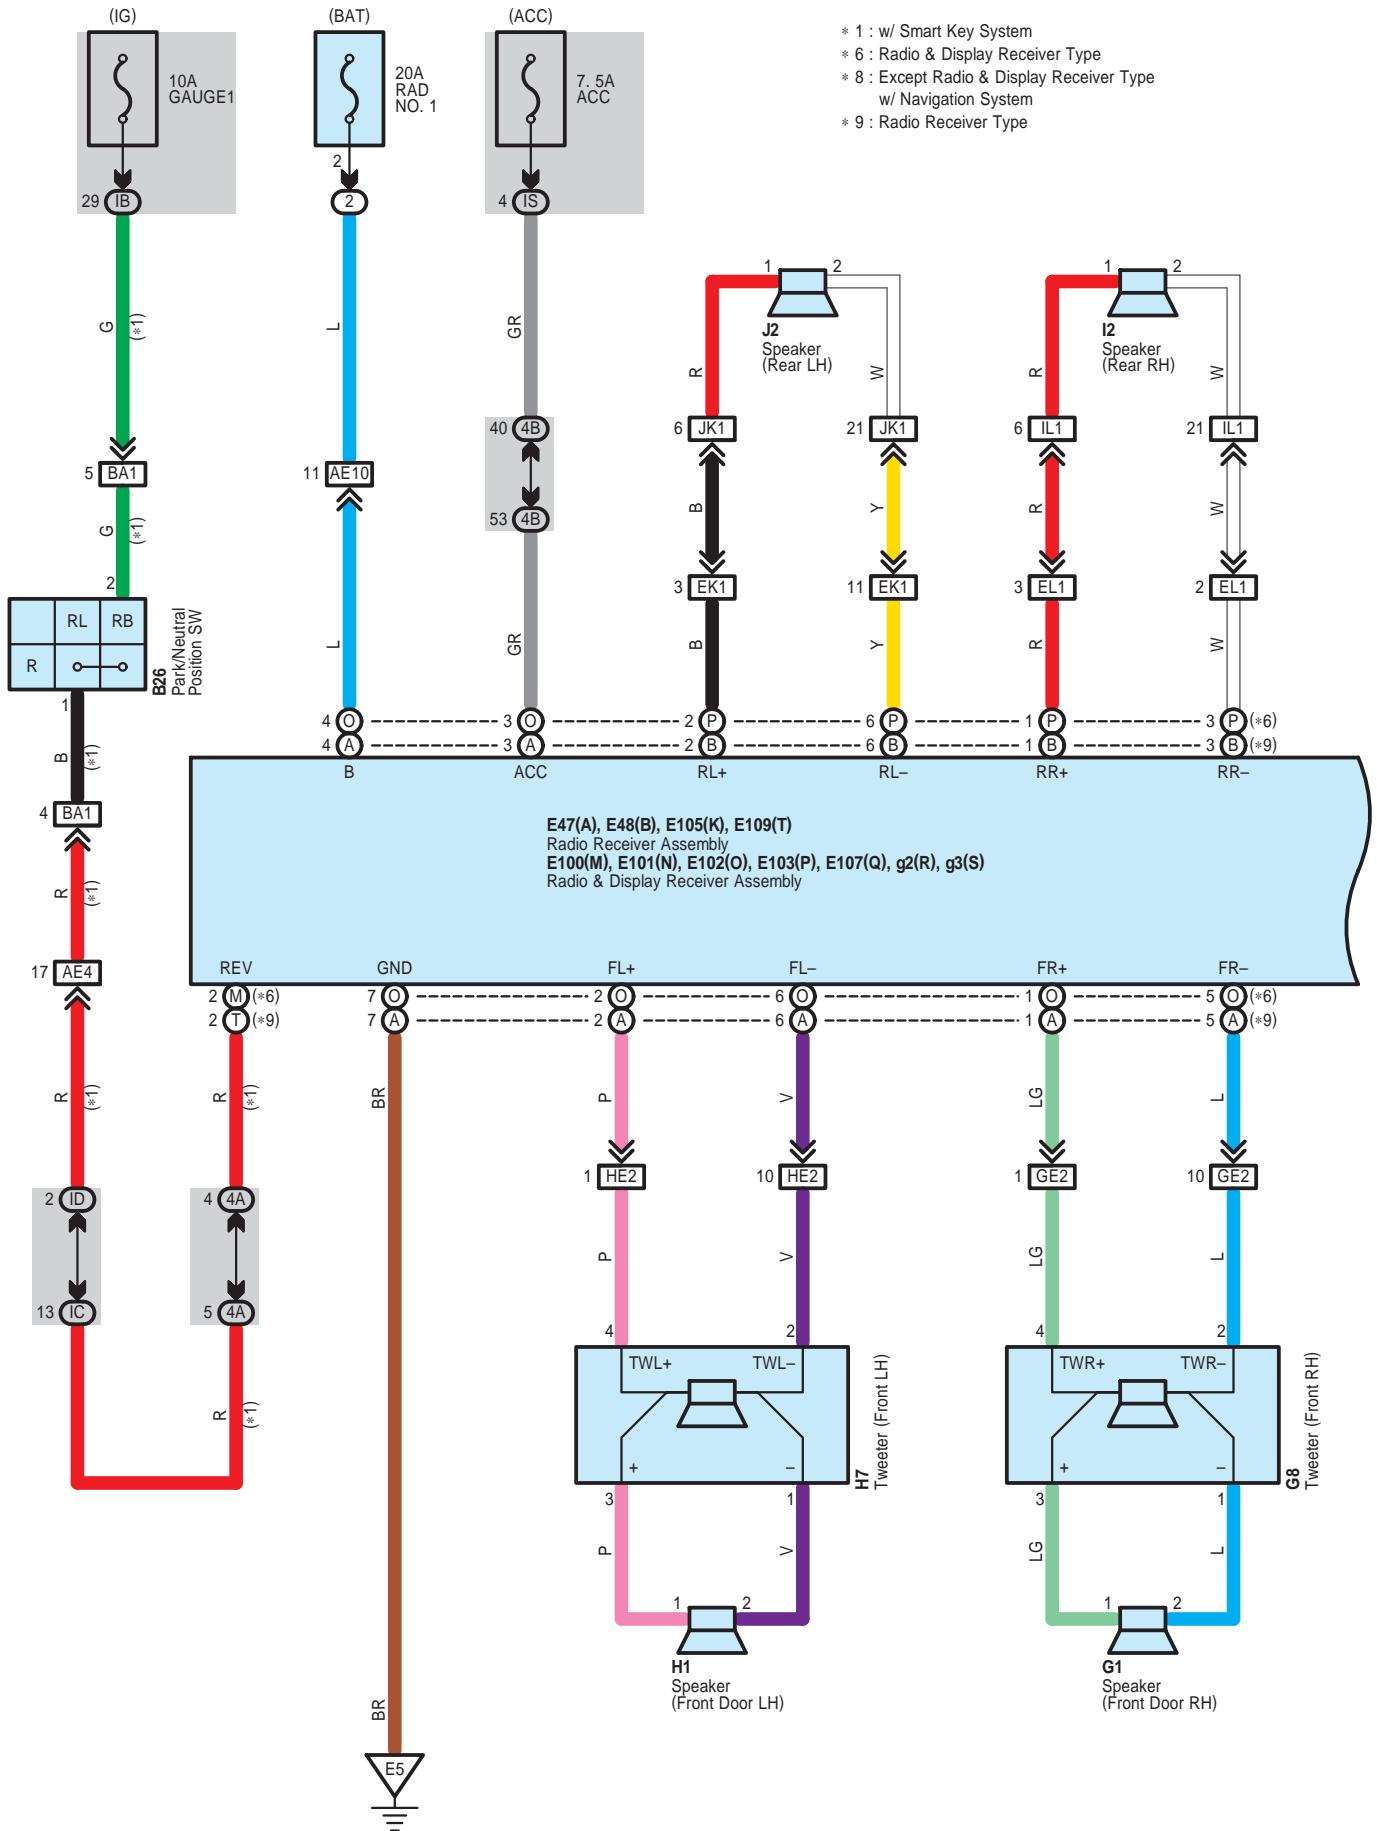 (IG)
(BAT)
(ACC)
* 1 : w/ Smart Key System
* 6 : Radio & Display Receiver Type
* 8 : Except Radio & Display Receiver Type
w/ Navigation System
* 9 : Radio Receiver Type
10A
GAUGE1
20A
RAD
NO. 1
7. 5A
ACC
2
29 IB
2
4 IS
1 2
1 2
G
(*1)
L
GR
J2
Speaker
(Rear LH)
I2
Speaker
(Rear RH)
R
W
R
W
40 4B
6 JK1
21 JK1
6 IL1
21 IL1
5 BA1
11 AE10
53 4B
G
(*1)
B
Y
R
W
2
3 EK1
11 EK1
3 EL1
2 EL1
RL RB
R
B26
Park/Neutral
Position SW
L
GR
B
Y
R
W
1
4 O 3 O 2 P 6 P 1 P 3 P (*6)
4 A 3 A 2 B 6 B 1 B 3 B (*9)
B ACC RL+ RL– RR+ RR–
B
(*1)
4 BA1
E47(A), E48(B), E105(K), E109(T)
Radio Receiver Assembly
E100(M), E101(N), E102(O), E103(P), E107(Q), g2(R), g3(S)
Radio & Display Receiver Assembly
R
(*1)
17 AE4
REV GND FL+ FL– FR+ FR–
2 M (*6) 7 O 2 O 6 O 1 O 5 O (*6)
2 T (*9) 7 A 2 A 6 A 1 A 5 A (*9)
R
(*1)
R
(*1)
BR
P
V
LG
L
1 HE2
10 HE2
1 GE2
10 GE2
2 ID
4 4A
P
V
LG
L
13 IC
5 4A
4 2
4 2
TWL+ TWL–
TWR+ TWR–
R
(*1)
+ –
+ –
H7
Tweeter (Front LH)
G8
Tweeter (Front RH)
3 1
3 1
P
V
LG
L
1 2
1 2
H1
Speaker
(Front Door LH)
G1
Speaker
(Front Door RH)
BR
E5